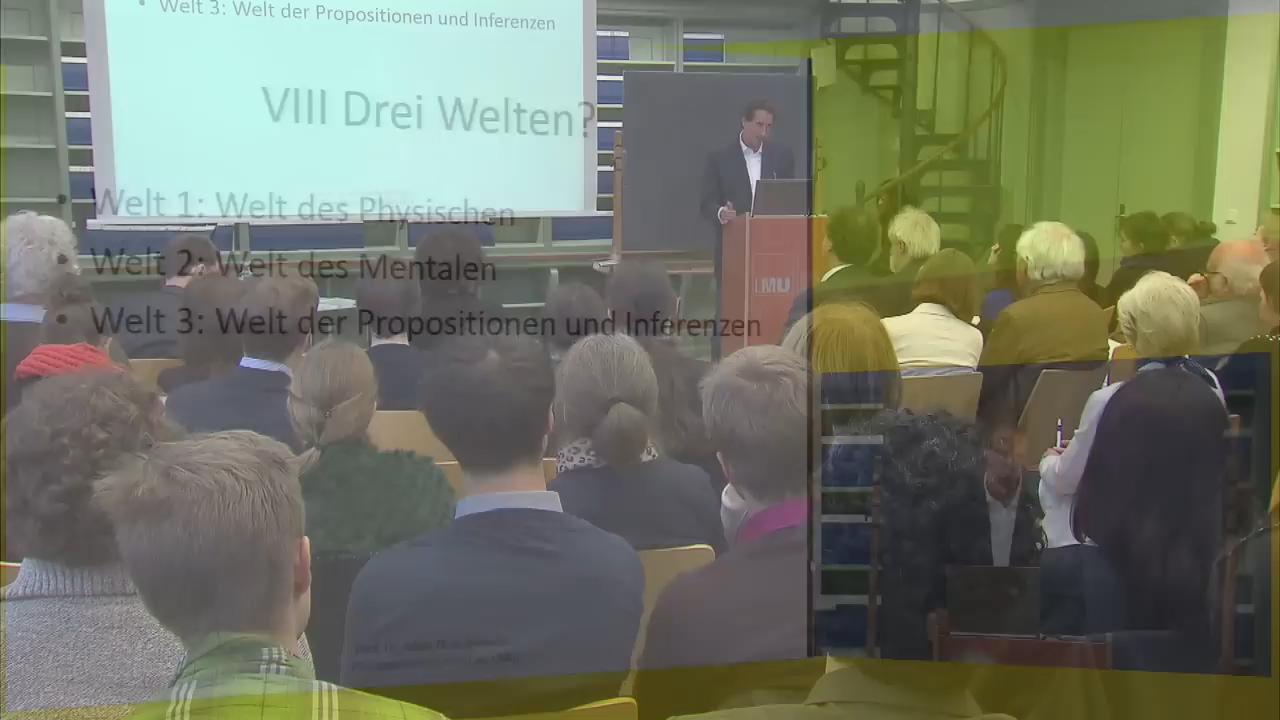 • Welt 3: Welt der Propositionen und Inferenzen
VIII Drei Welten?
• Welt 1: Welt des Physischen
• Welt 2: Welt des Mentalen
• Welt 3: Welt der Propositionen und Inferenzen
LMU